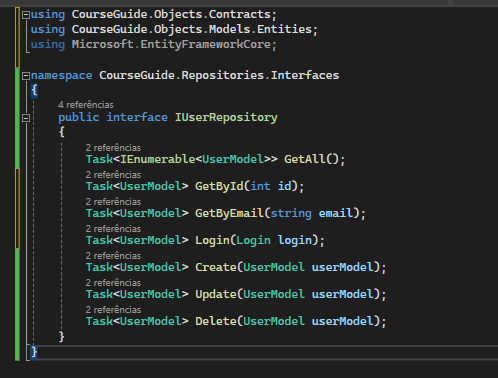 using CourseGuide.Objects.Contracts;
using CourseGuide.Objects.Models.Entities;
using Microsoft.EntityFrameworkCore;
namespace CourseGuide.Repositories.Interfaces
{
4 referências
public interface IUserRepository
{
2 referências
Task<IEnumerable<UserModel>> GetAll();
2 referências
Task<UserModel> GetById(int id);
2 referências
Task<UserModel> GetByEmail(string email);
2 referências
Task<UserModel> Login(Login login);
2 referências
Task<UserModel> Create(UserModel userModel);
2 referências
Task<UserModel> Update(UserModel userModel);
2 referências
Task<UserModel> Delete(UserModel userModel);
}
}